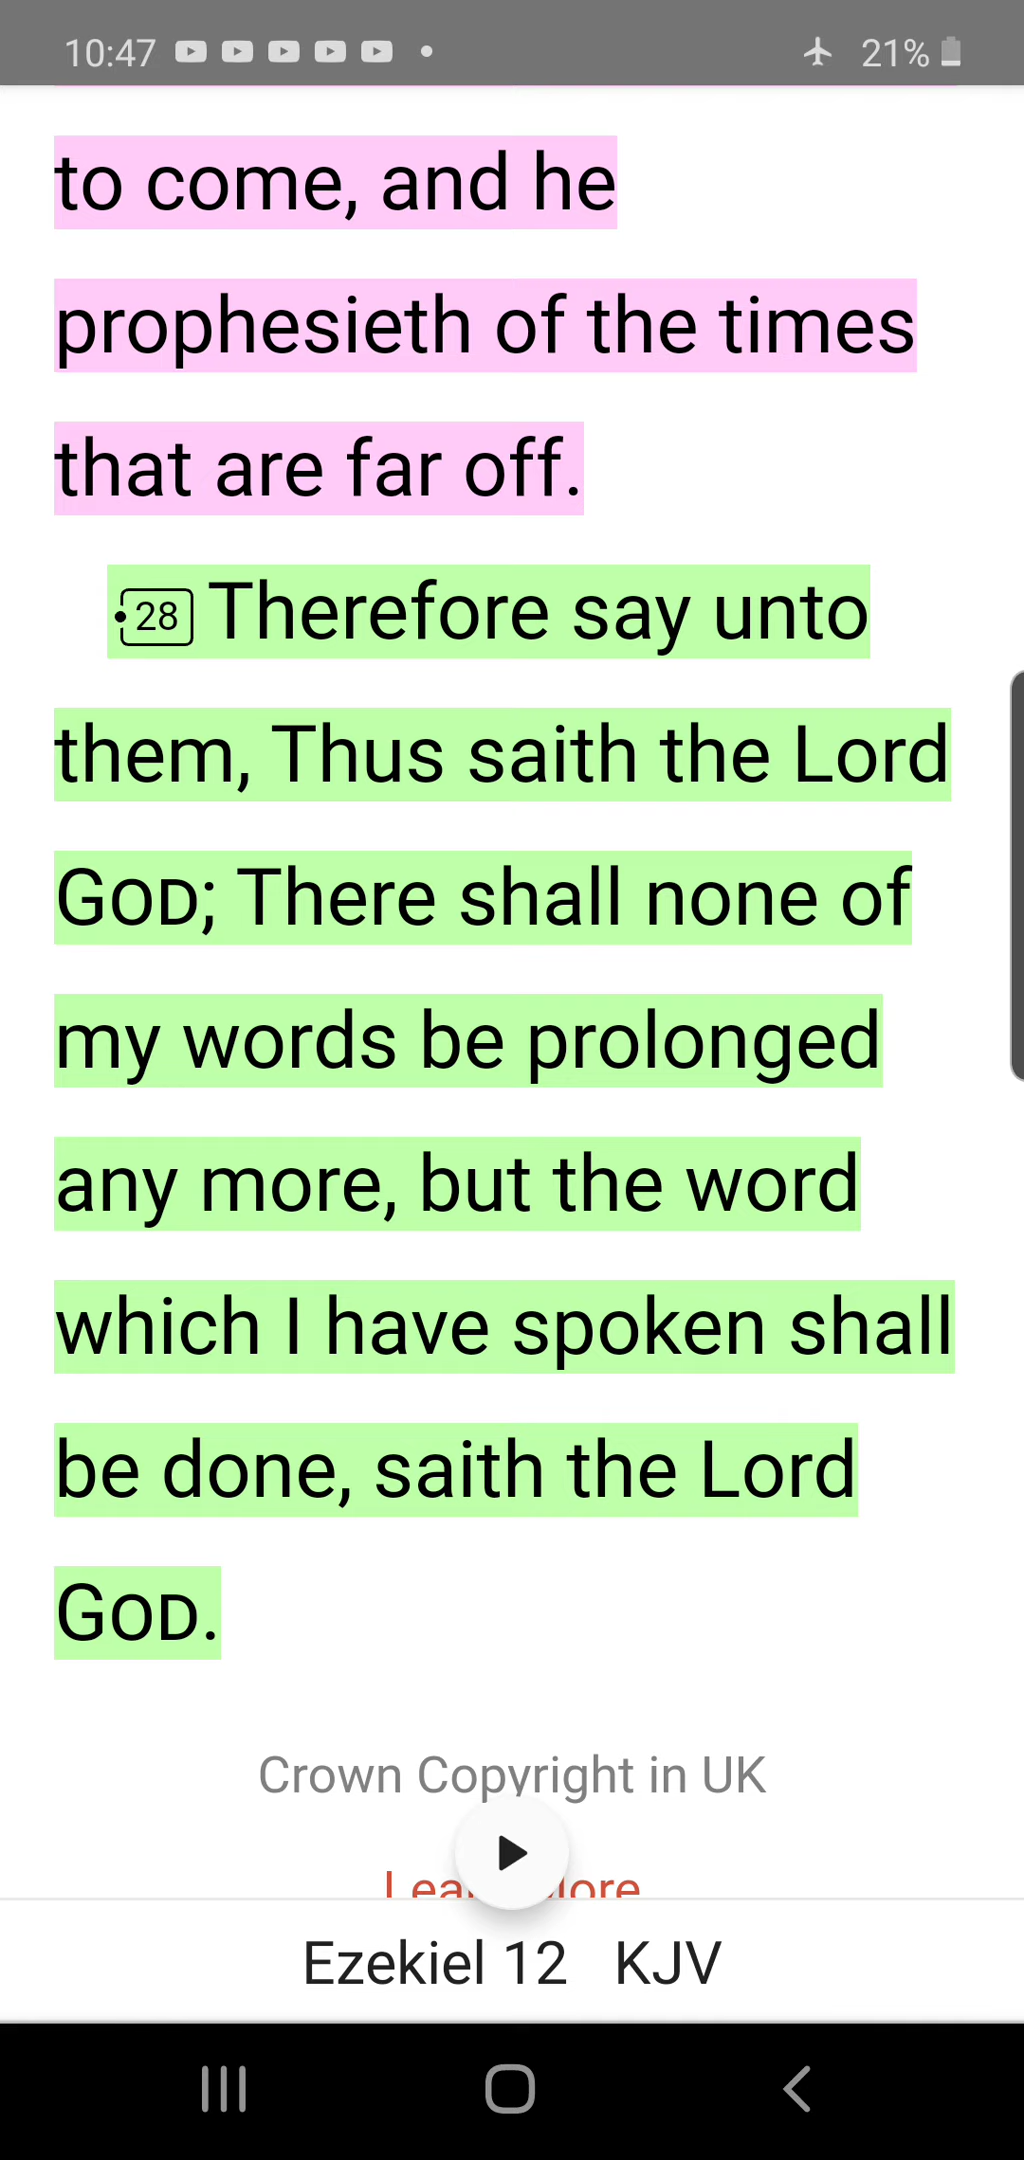 10:47 21%
to come, and he
prophesieth of the times
that are far off.
28 Therefore say unto
them, Thus saith the Lord
GOD; There shall none of
my words be prolonged
any more, but the word
which I have spoken shall
be done, saith the Lord
GOD.
Crown Copyright in UK
Ezekiel 12 KJV